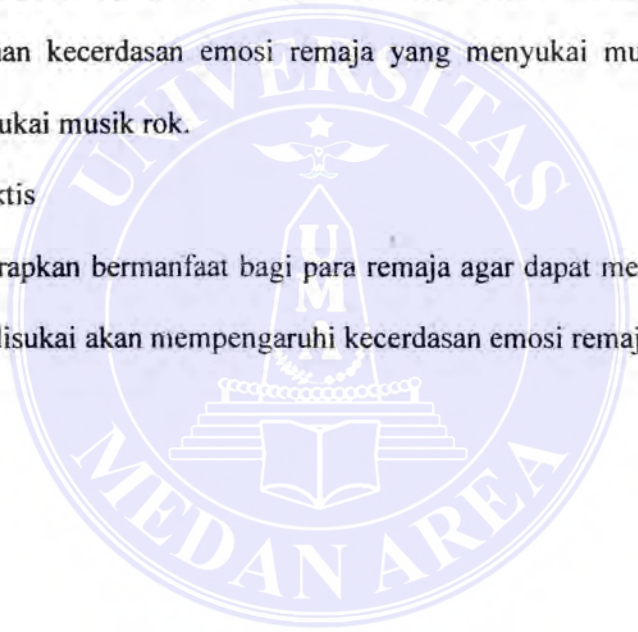 an kecerdasan emosi remaja yang menyukai mu
ukai musik rok.
ktis
rapkan bermanfaat bagi para remaja agar dapat me
disukai akan mempengaruhi kecerdasan emosi remaj
UNIVERSITAS
UMA
MEDAN AREA